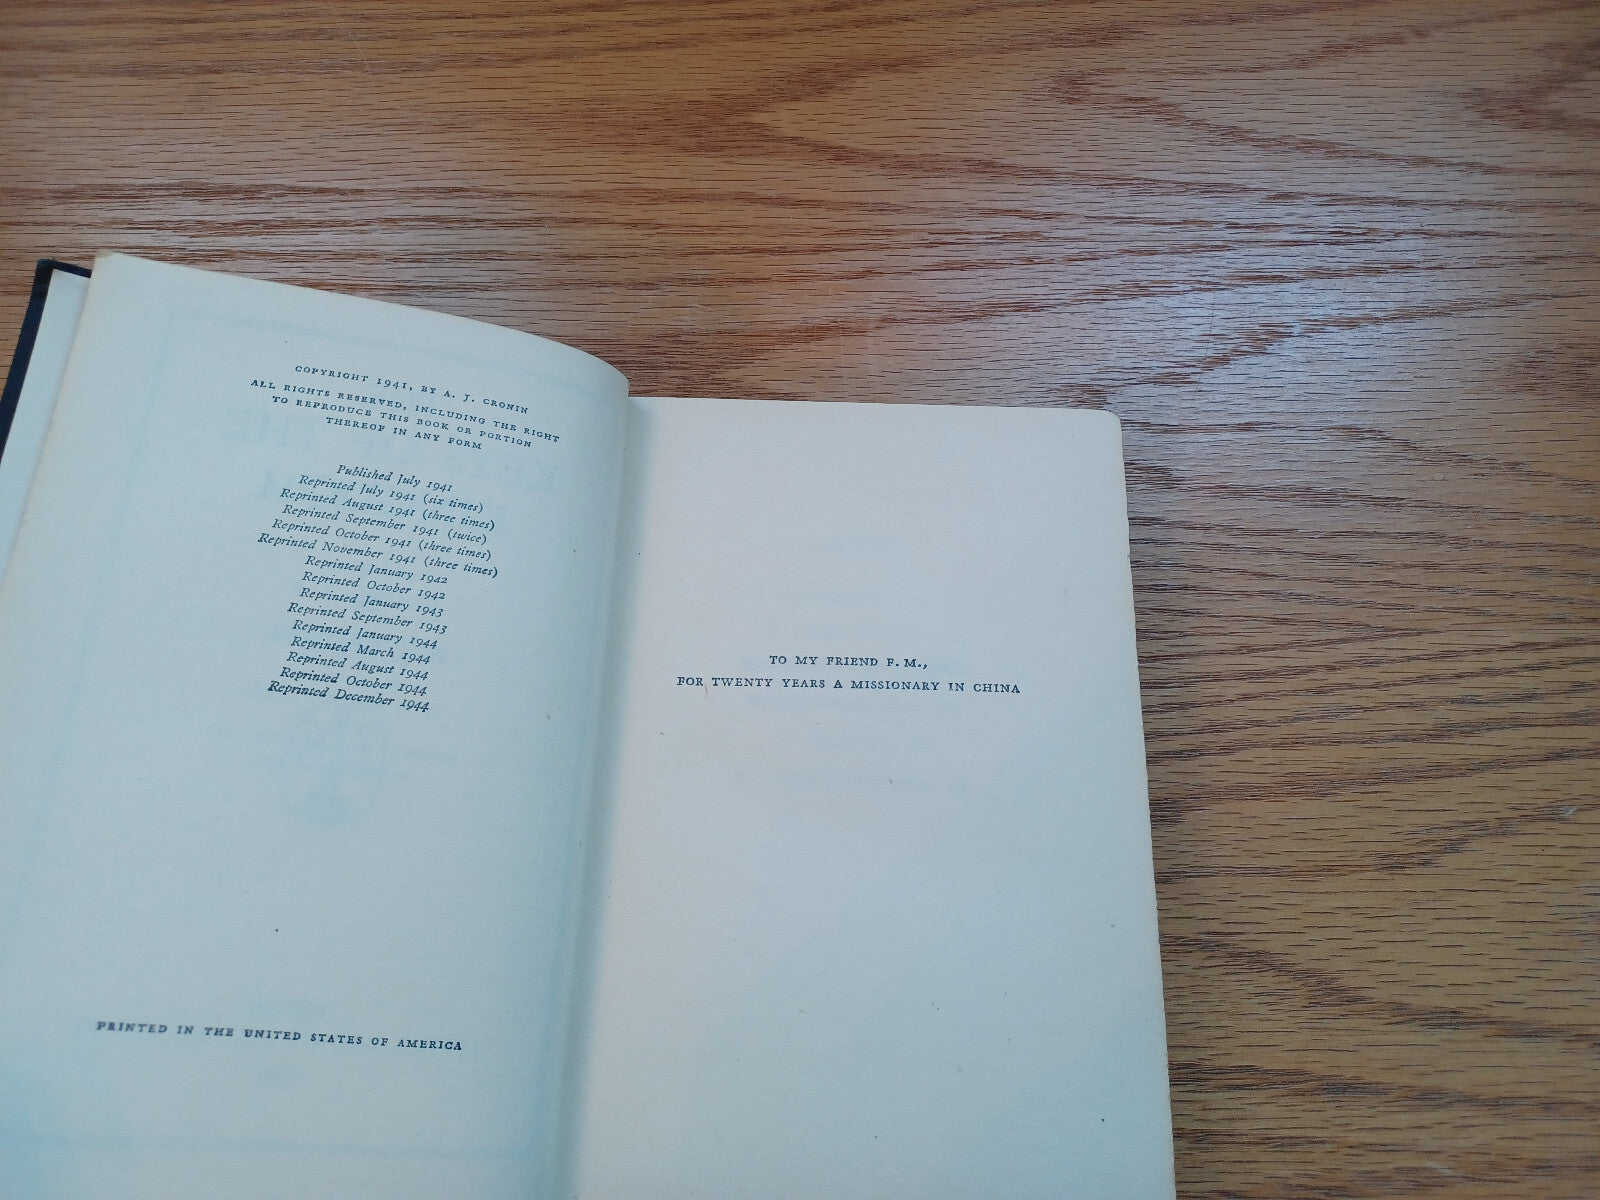 COPYRIGHT 1941, BY A. J. CRONIN
ALL RIGHTS RESERVED, INCLUDING THE RIGHT
TO REPRODUCE THIS BOOK OR PORTION
THEREOF IN ANY FORM
Published July 1941
Reprinted July 1941 (six times)
Reprinted August 1941 (three times)
Reprinted September 1941 (twice)
Reprinted October 1941 (three times)
Reprinted November 1941 (three times)
Reprinted January 1942
Reprinted October 1942
Reprinted January 1943
Reprinted September 1943
Reprinted January 1944
Reprinted March 1944
Reprinted August 1944
Reprinted October 1944
Reprinted December 1944
PRINTED IN THE UNITED STATES OF AMERICA
TO MY FRIEND F. M.,
FOR TWENTY YEARS A MISSIONARY IN CHINA